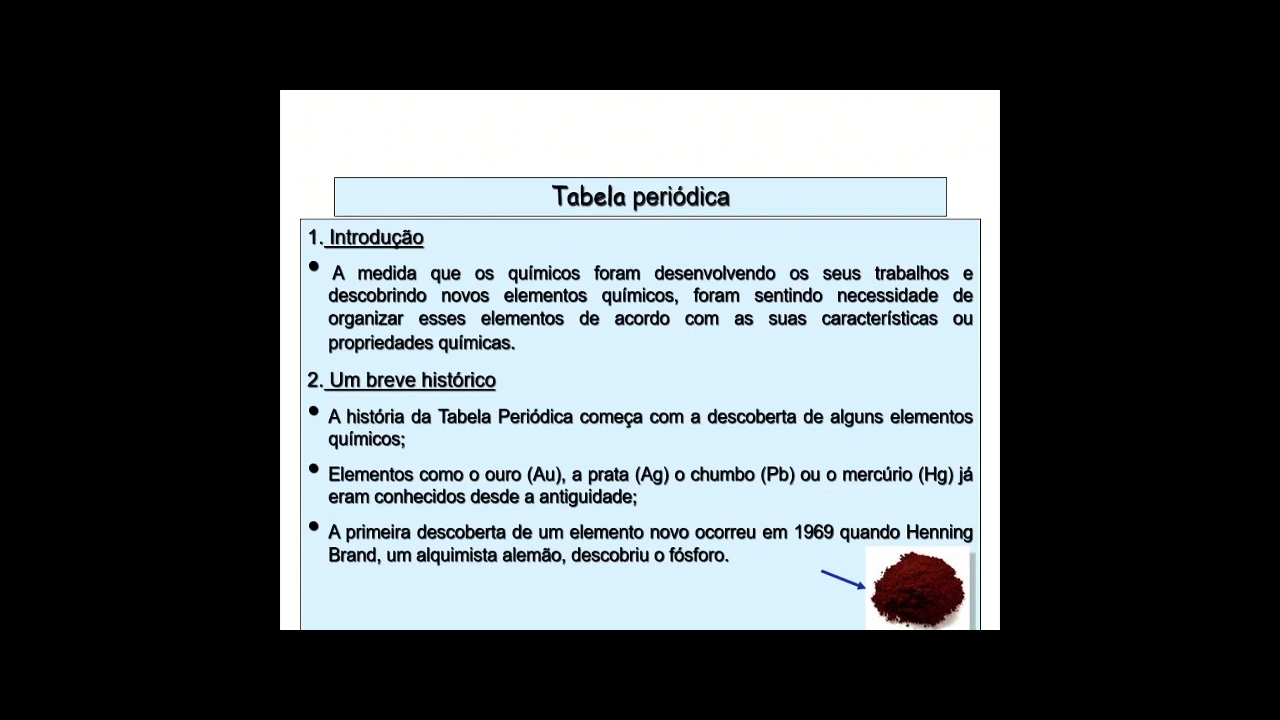 Tabela periódica
1. Introdução
• A medida que os químicos foram desenvolvendo os seus trabalhos e
descobrindo novos elementos químicos, foram sentindo necessidade de
organizar esses elementos de acordo com as suas características ou
propriedades químicas.
2. Um breve histórico
• A história da Tabela Periódica começa com a descoberta de alguns elementos
químicos;
• Elementos como o ouro (Au), a prata (Ag) o chumbo (Pb) ou o mercúrio (Hg) já
eram conhecidos desde a antiguidade;
• A primeira descoberta de um elemento novo ocorreu em 1969 quando Henning
Brand, um alquimista alemão, descobriu o fósforo.